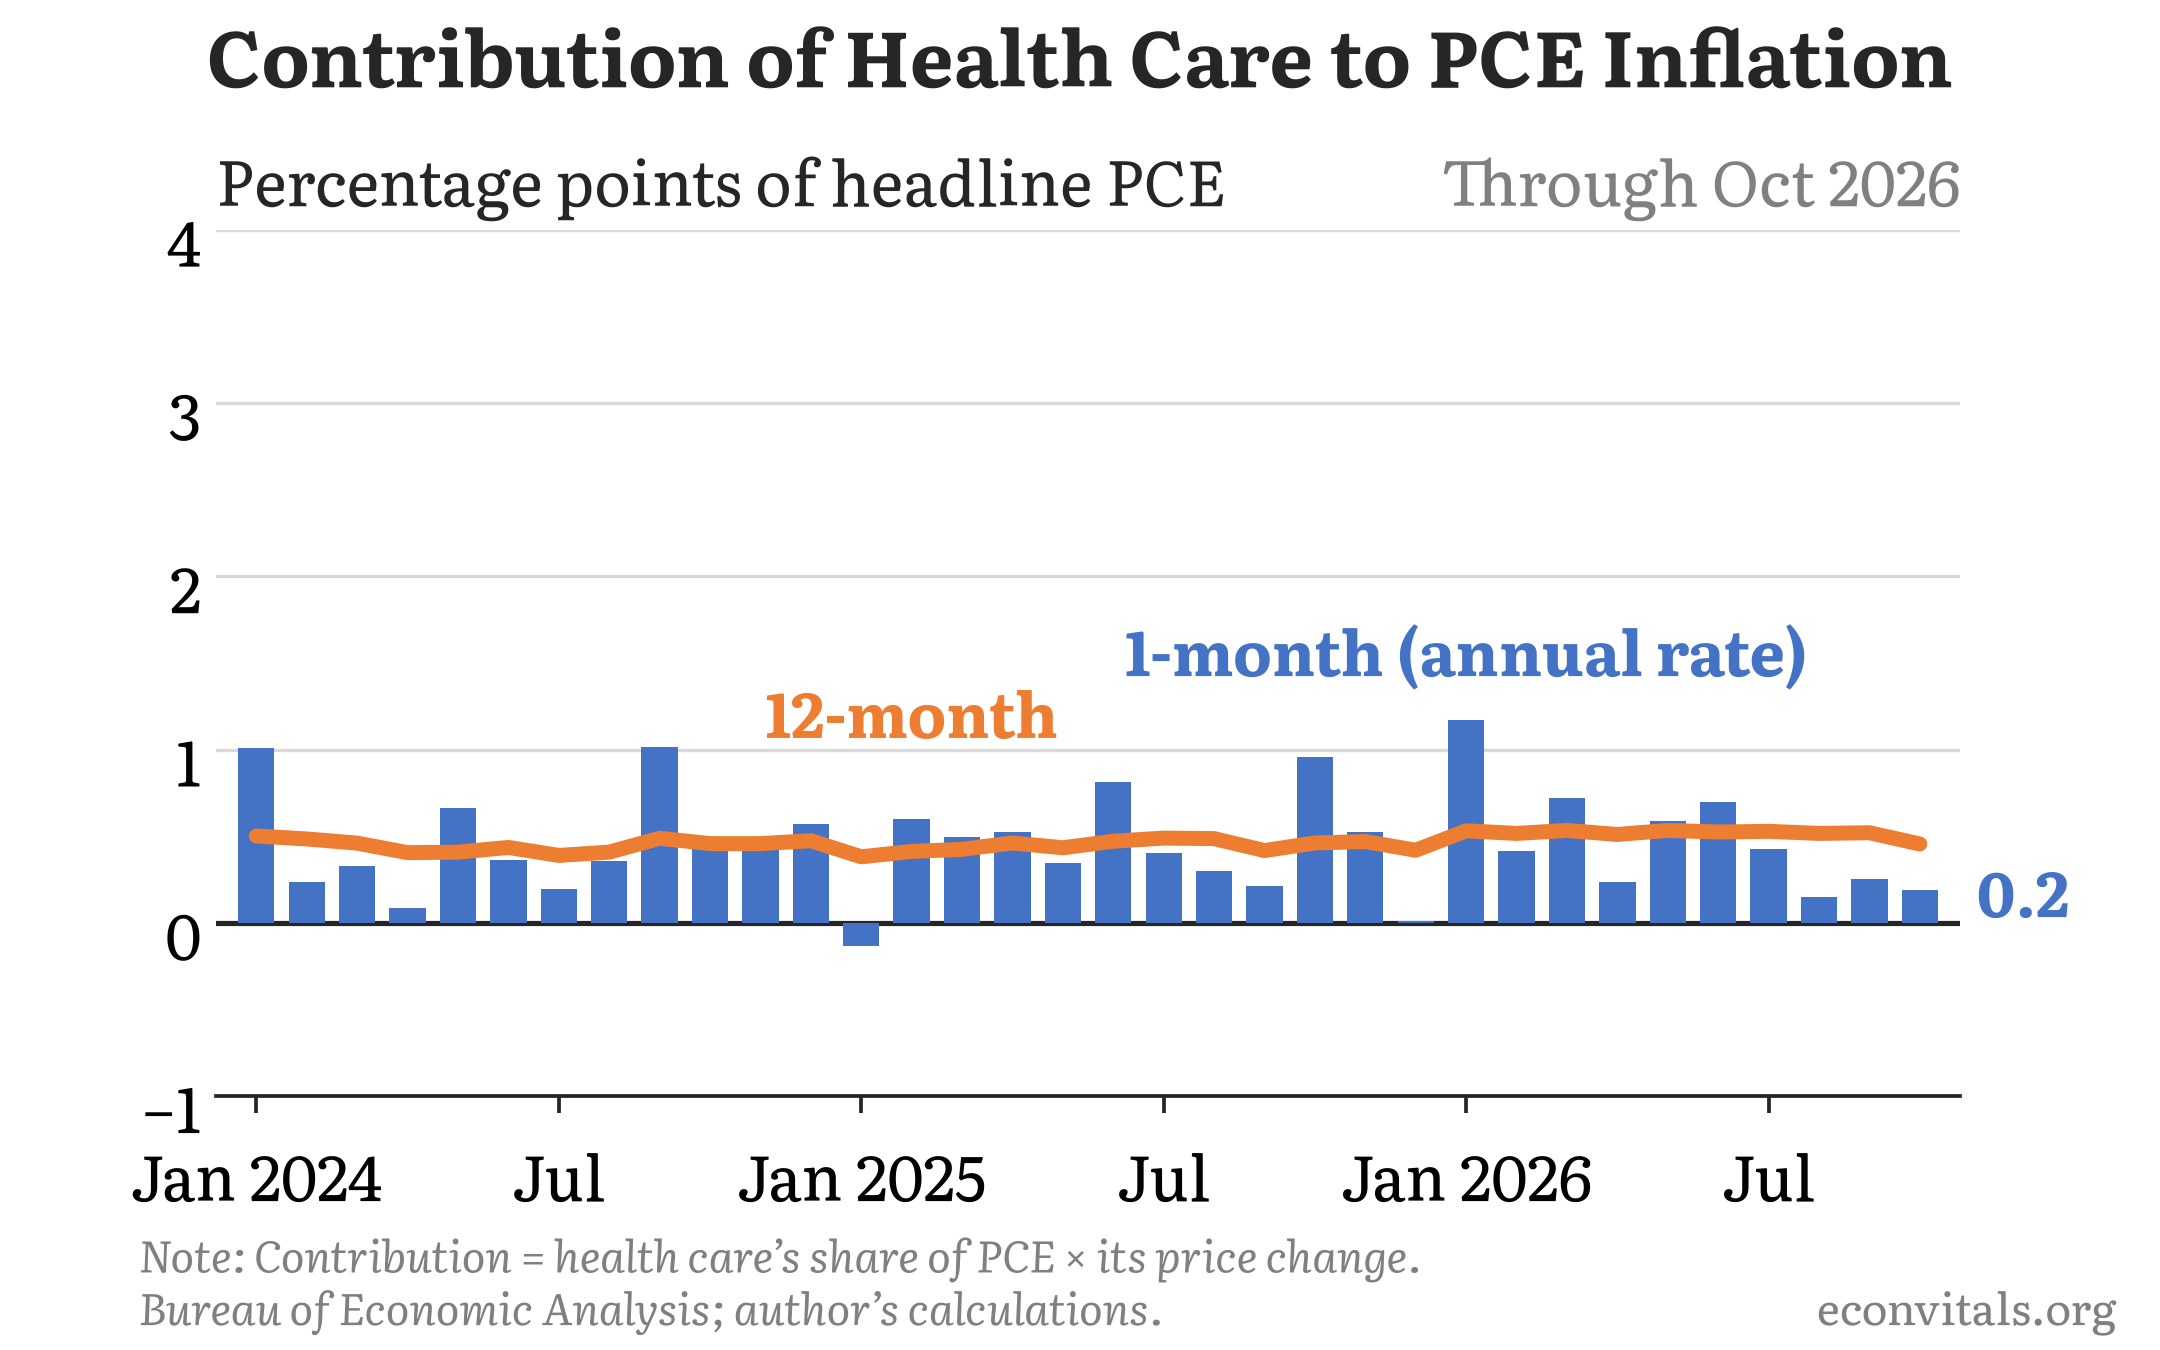 Contribution of Health Care to PCE Inflation
Percentage points of headline PCE
Through Oct 2026
4
3
2
1-month (annual rate)
12-month
1
0.2
0
−1
Jan 2024
Jul
Jan 2025
Jul
Jan 2026
Jul
Note: Contribution = health care’s share of PCE × its price change.
Bureau of Economic Analysis; author’s calculations.
econvitals.org